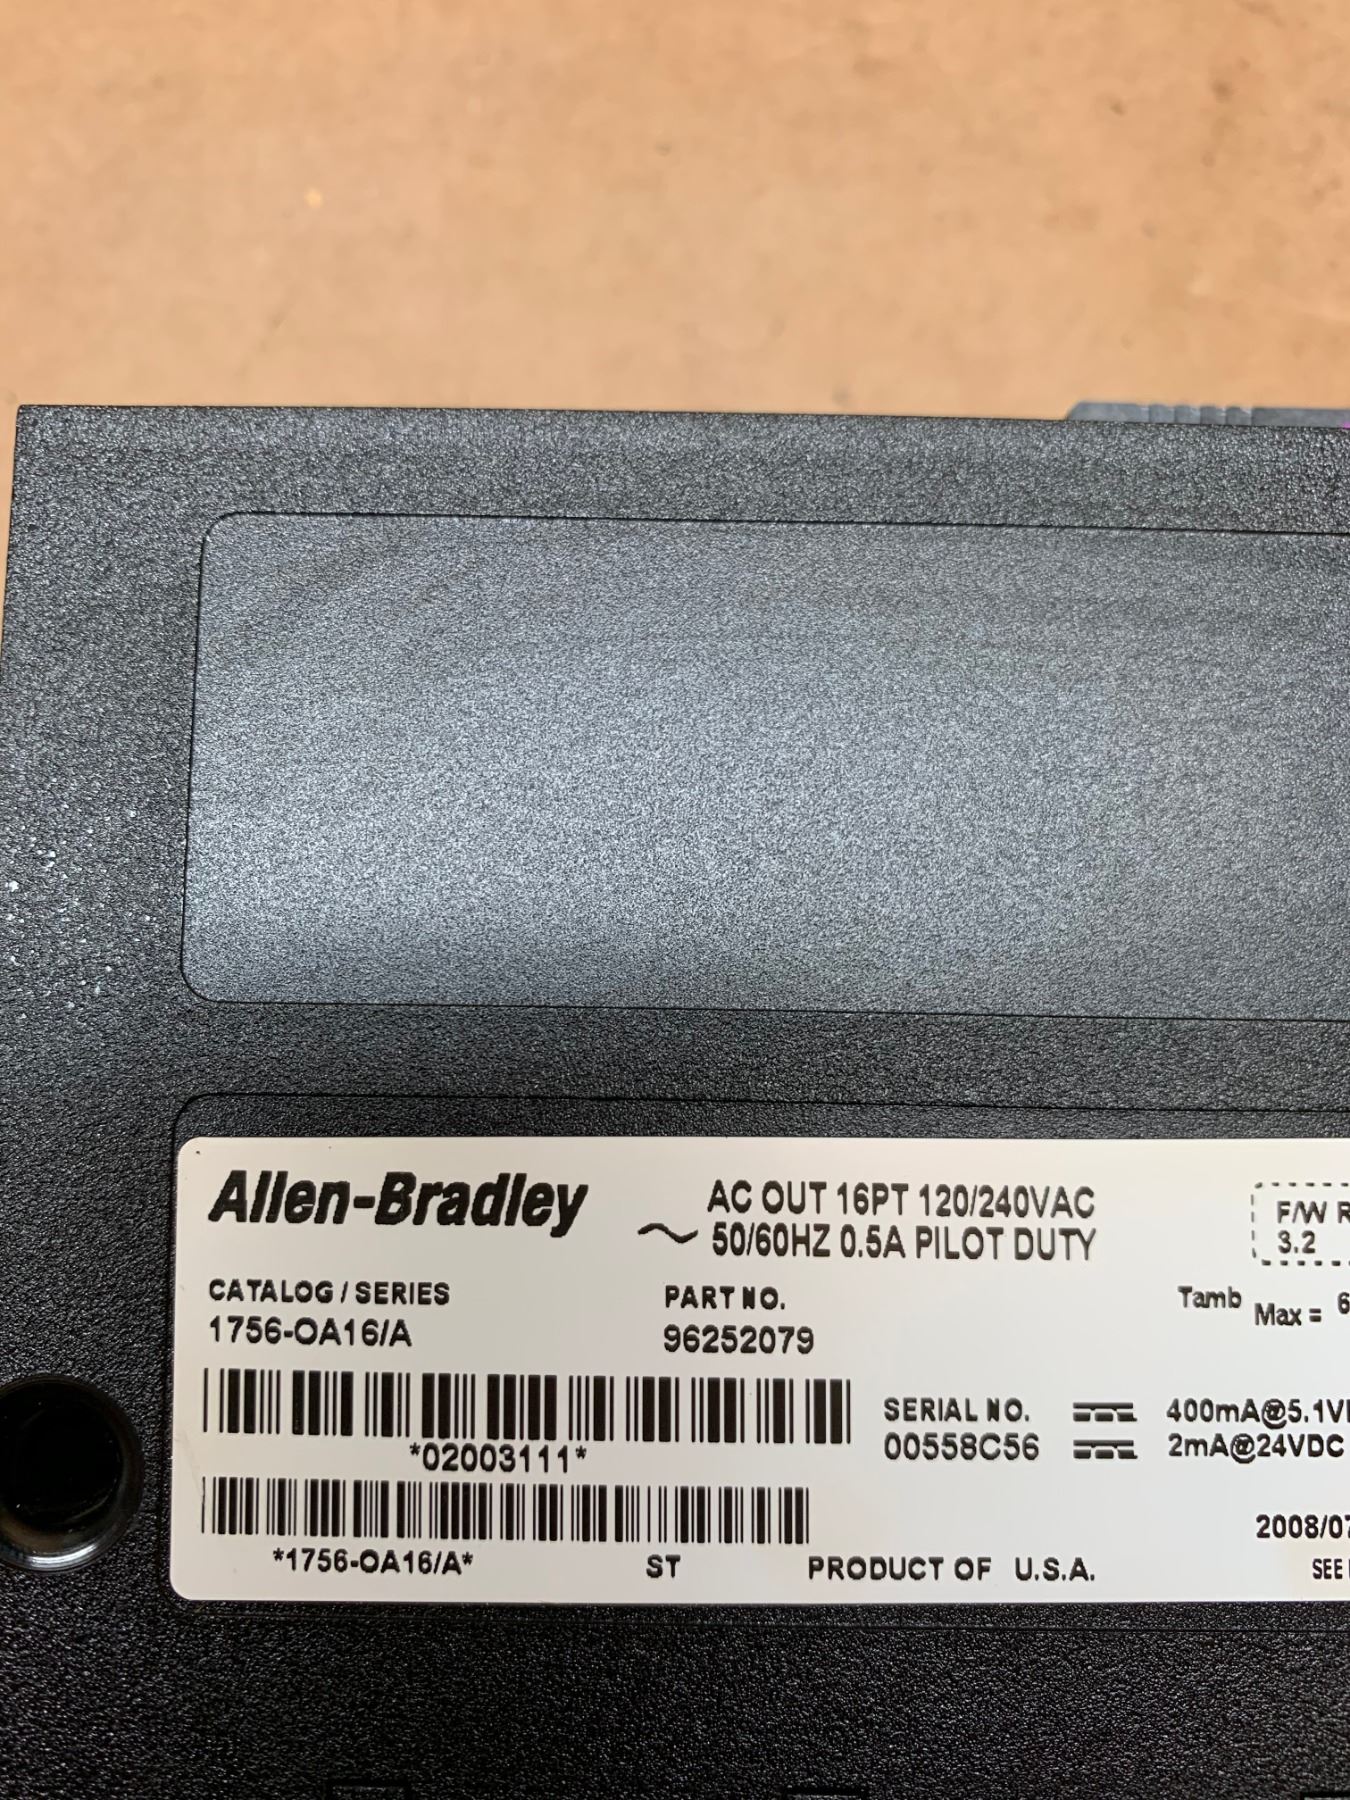 Allen-Bradley
AC OUT 16PT 120/240VAC
50/60HZ 0.5A PILOT DUTY
F/W R
3.2
CATALOG / SERIES
1756-OA16/A
PART NO.
96252079
Tamb Max = 6
*02003111*
SERIAL NO.
00558C56
400mA@5.1V
2mA@24VDC
*1756-OA16/A*
ST
PRODUCT OF U.S.A.
2008/07
SEE